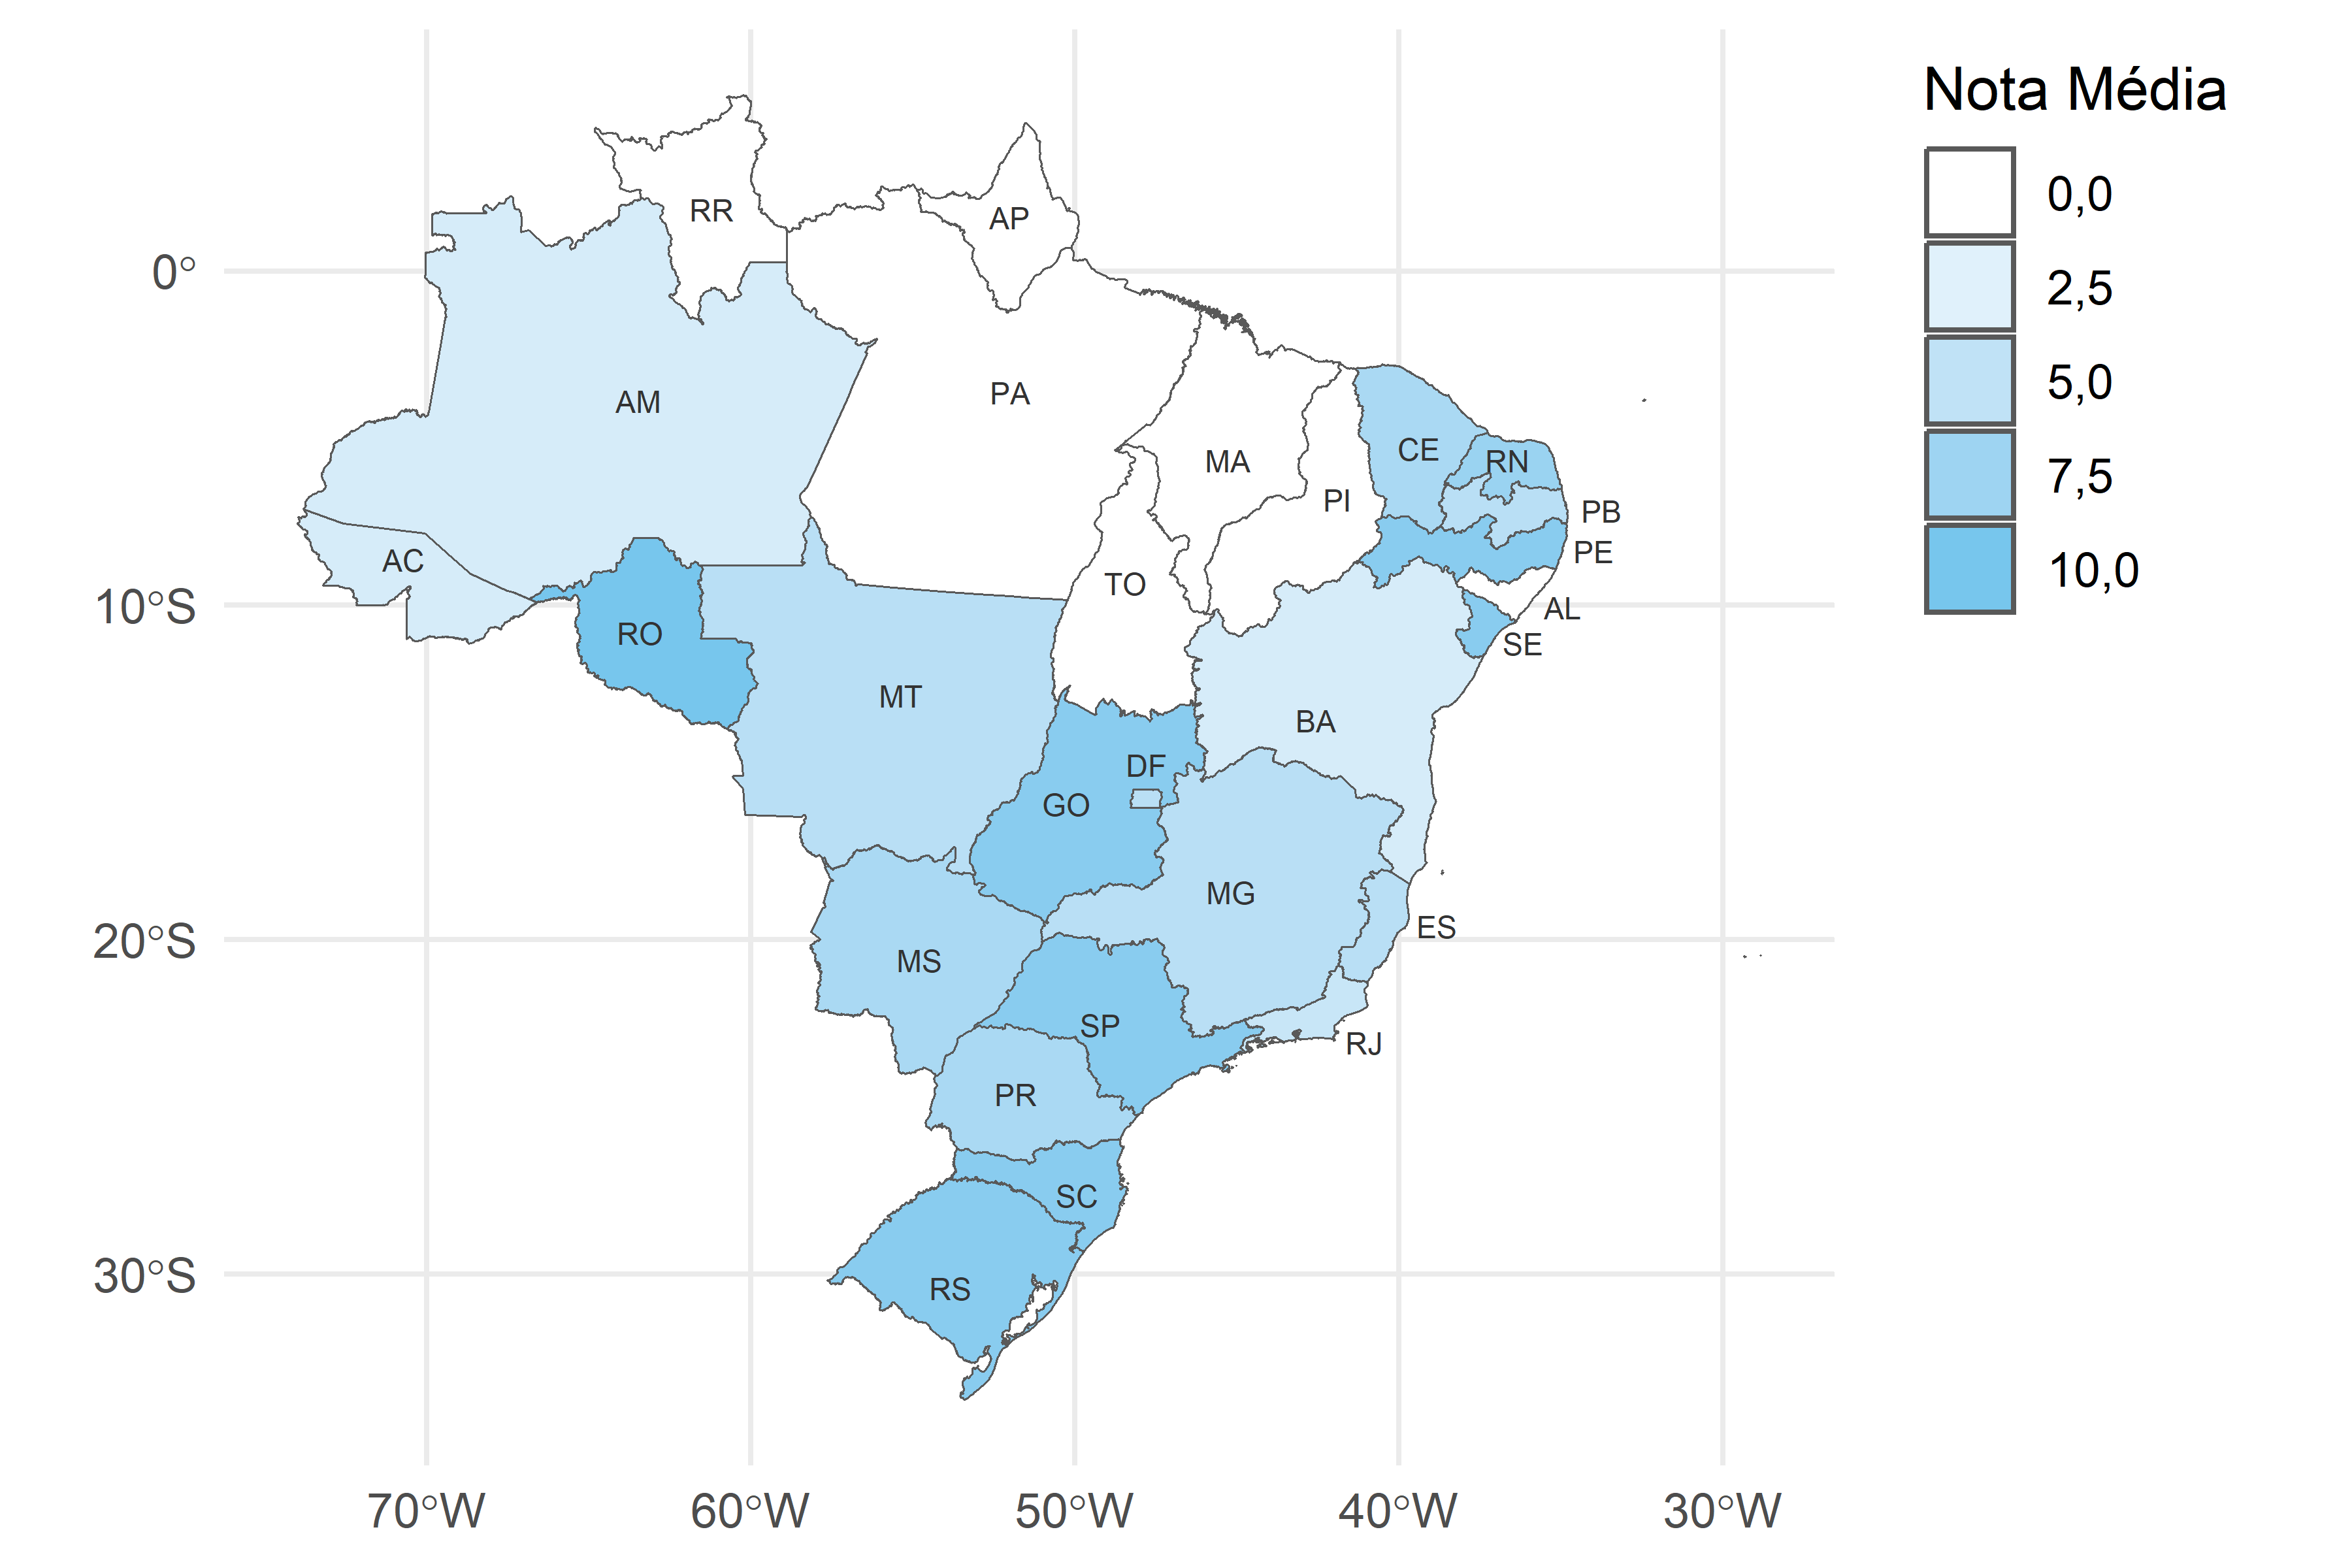 Nota Média
0,0
2,5
5,0
7,5
10,0
RR
AP
0°
AM
PA
CE
RN
MA
PI
PB
PE
AC
TO
10°S
AL
RO
SE
MT
BA
DF
GO
MG
ES
20°S
MS
SP
RJ
PR
SC
30°S
RS
70°W 60°W 50°W 40°W 30°W